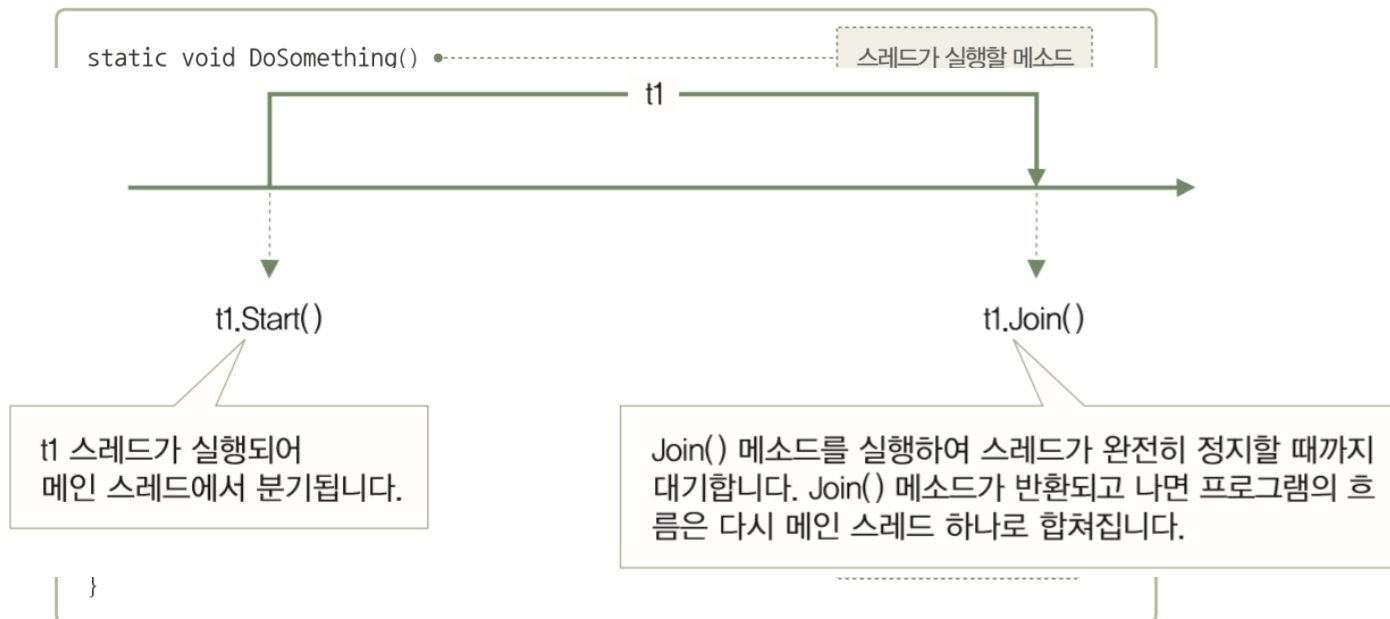 static void DoSomething()
스레드가 실행할 메소드
t1
t1.Start()
t1.Join()
t1 스레드가 실행되어
메인 스레드에서 분기됩니다.
Join() 메소드를 실행하여 스레드가 완전히 정지할 때까지
대기합니다. Join() 메소드가 반환되고 나면 프로그램의 흐
름은 다시 메인 스레드 하나로 합쳐집니다.
}